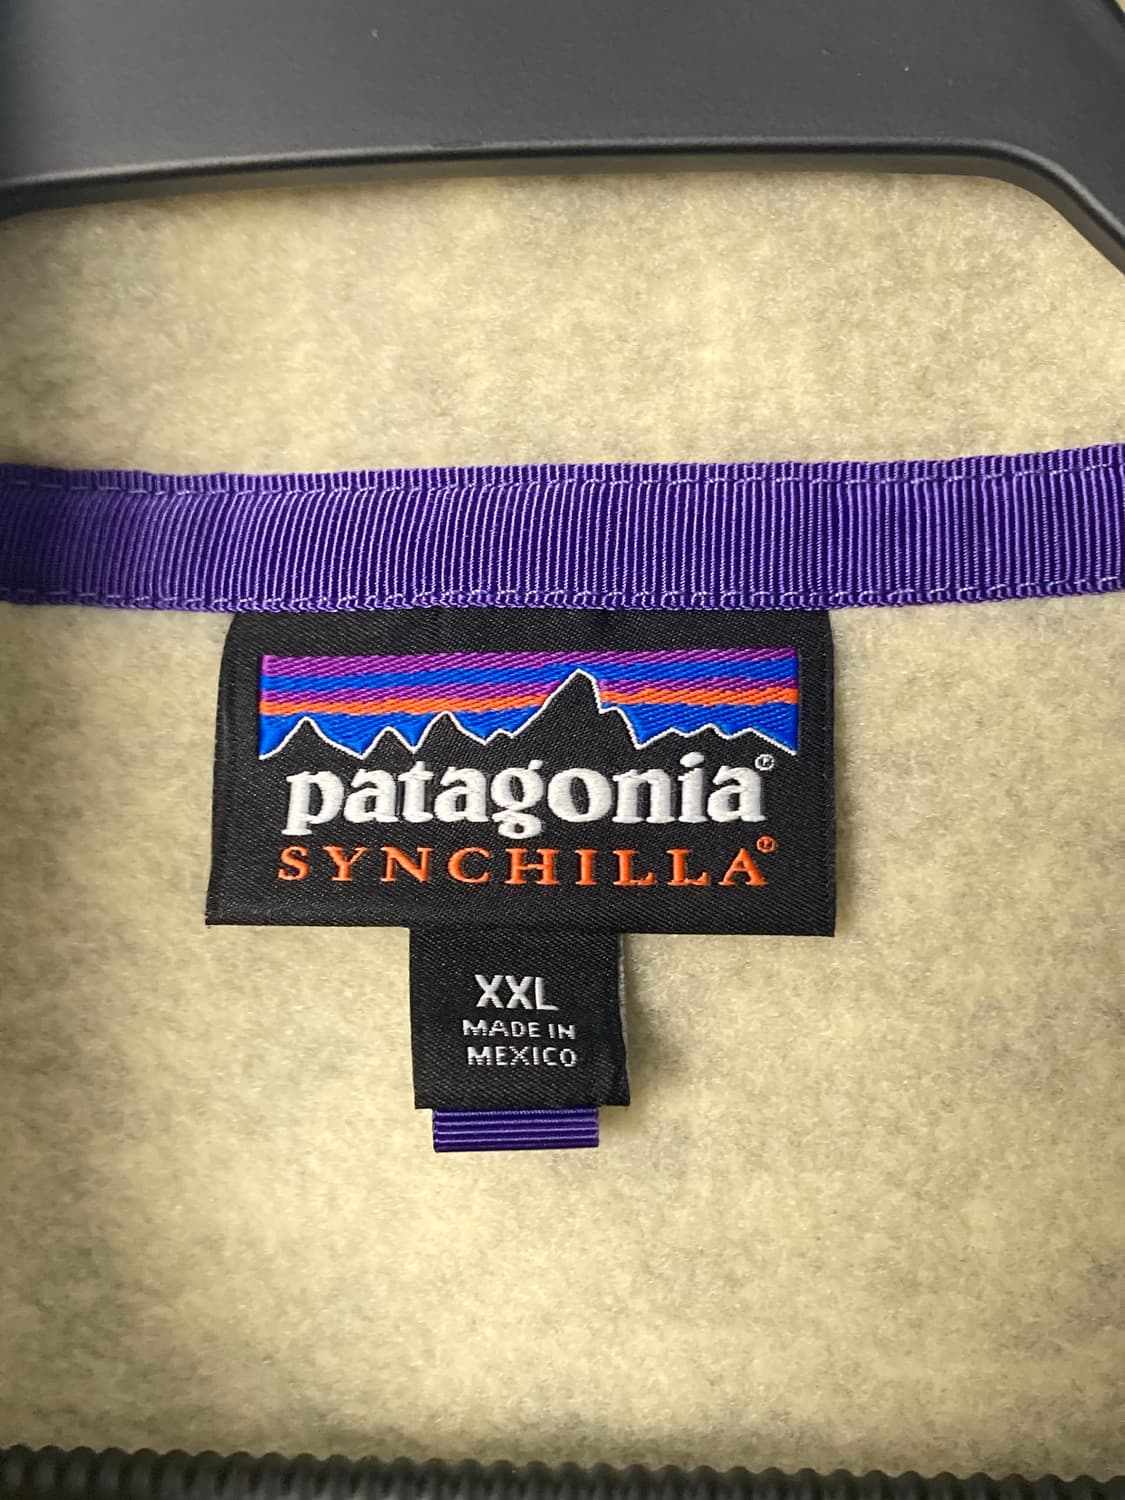 patagonia®
SYNCHILLA®
XXL
MADE IN
MEXICO